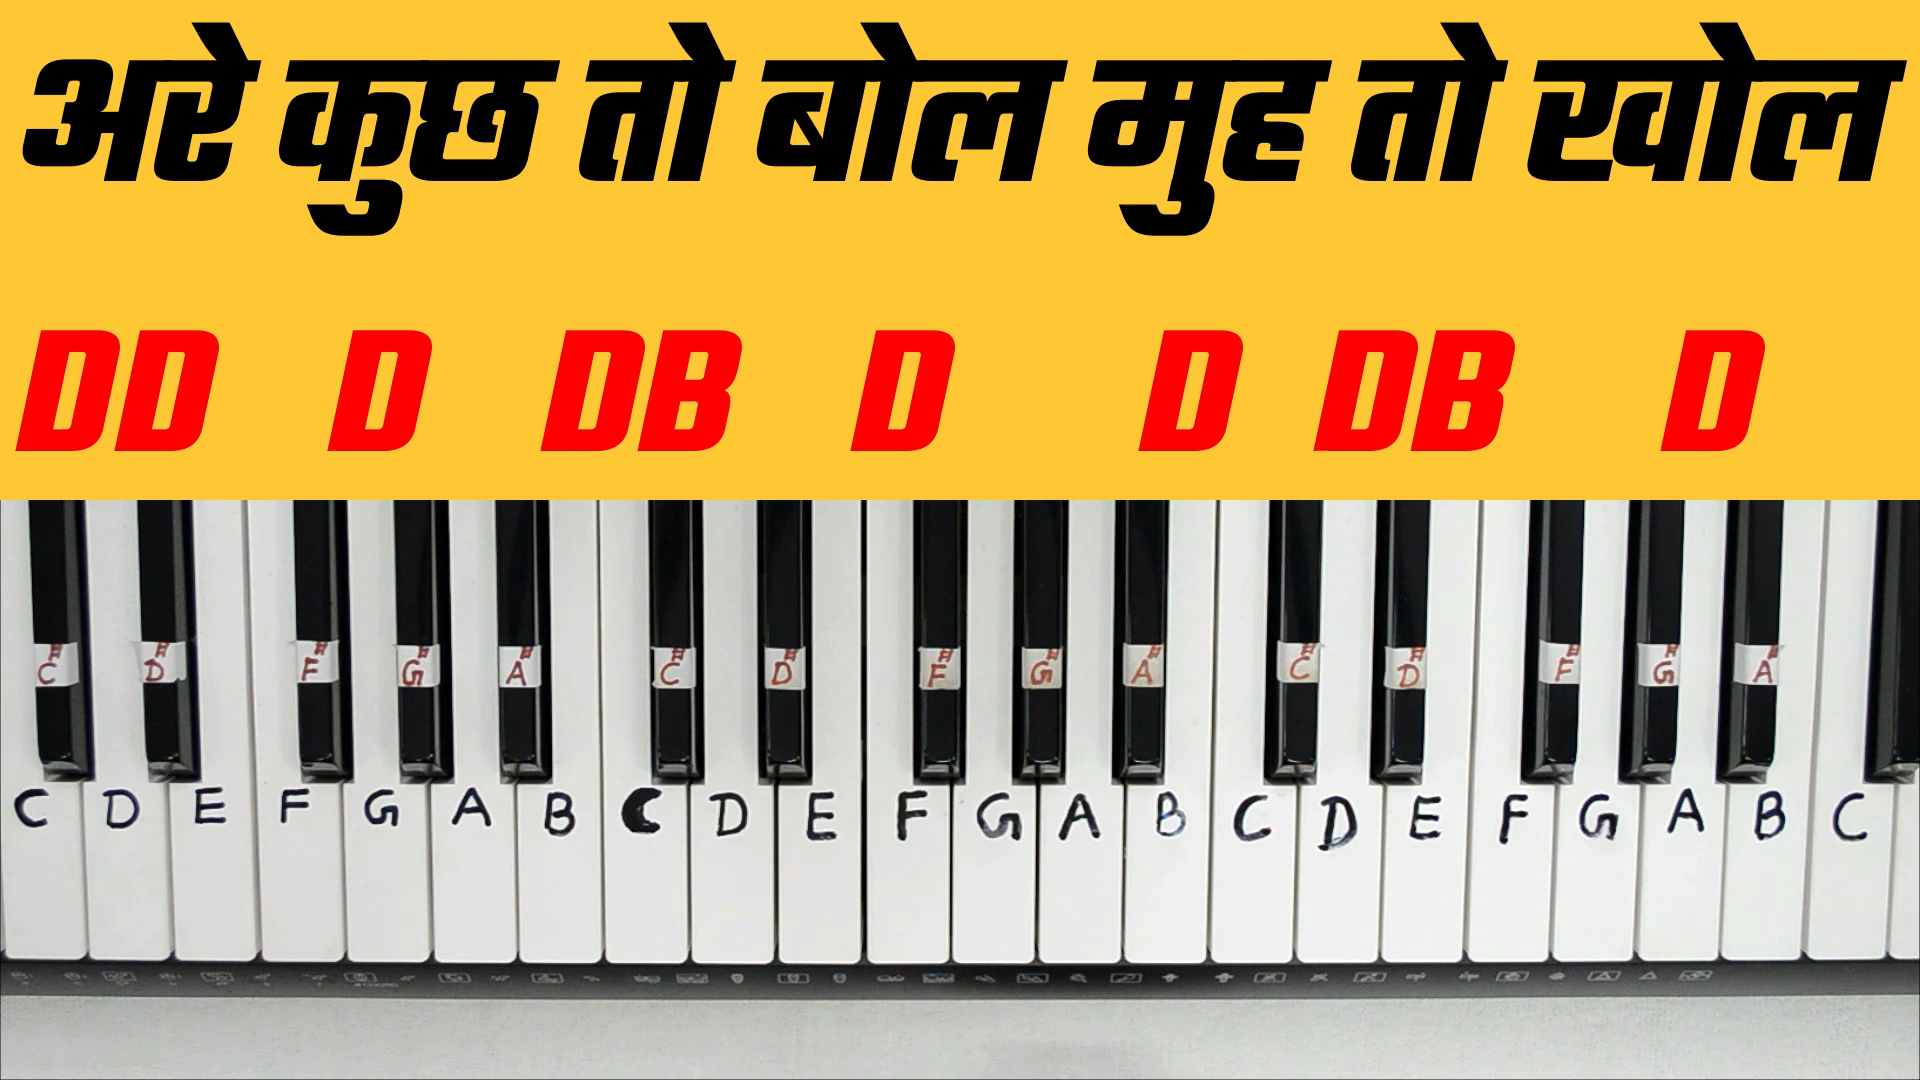 अरे कुछ तो बोल मुह तो खोल
DD D DB D D DB D
C# D# F# G# A# C# D# F# G# A# C# D# F# G# A#
C D E F G A B C D E F G A B C D E F G A B C